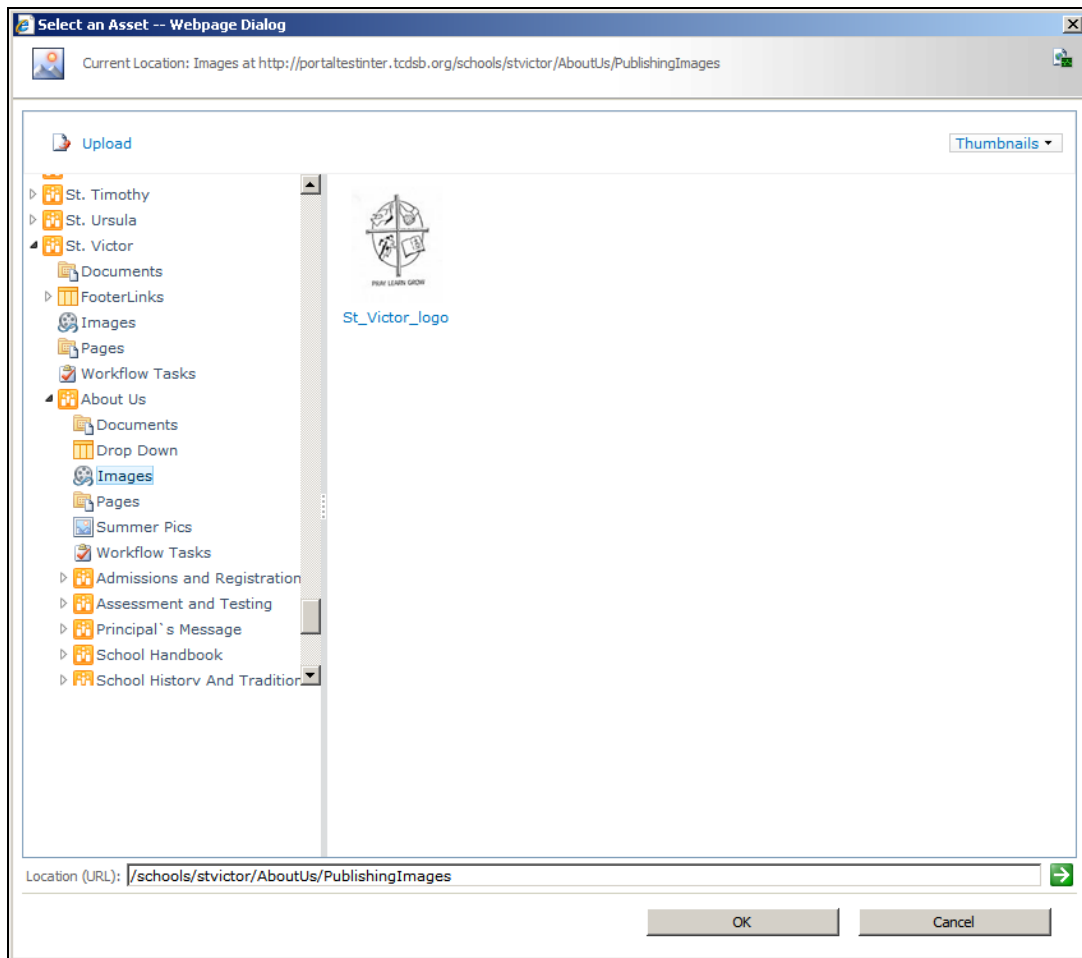 Select an Asset -- Webpage Dialog
Current Location: Images at http://portaltestinter.tcdsb.org/schools/stvictor/AboutUs/PublishingImages
Upload
Thumbnails
St. Timothy
St. Ursula
St. Victor
Documents
FooterLinks
Images
Pages
Workflow Tasks
About Us
Documents
Drop Down
Images
Pages
Summer Pics
Workflow Tasks
Admissions and Registration
Assessment and Testing
Principal`s Message
School Handbook
School History And Tradition
PRAY LEARN GROW
St_Victor_logo
Location (URL): /schools/stvictor/AboutUs/PublishingImages
OK Cancel